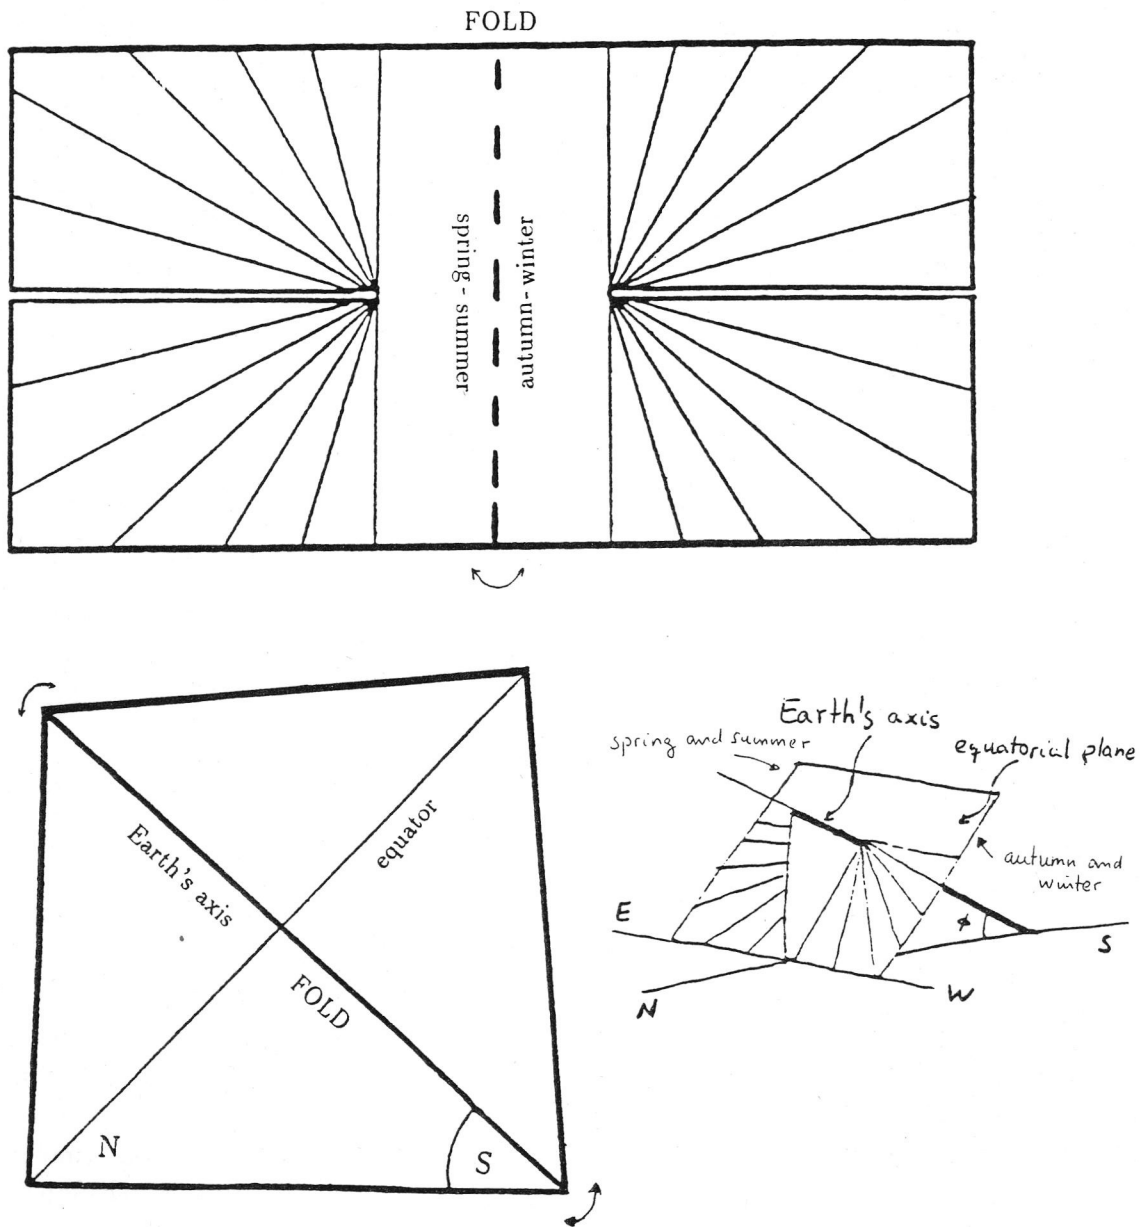 FOLD
spring - summer
autumn - winter
Earth's axis
equator
FOLD
N
S
Earth's axis
spring and summer
equatorial plane
autumn and
winter
E
ϕ
S
N
W